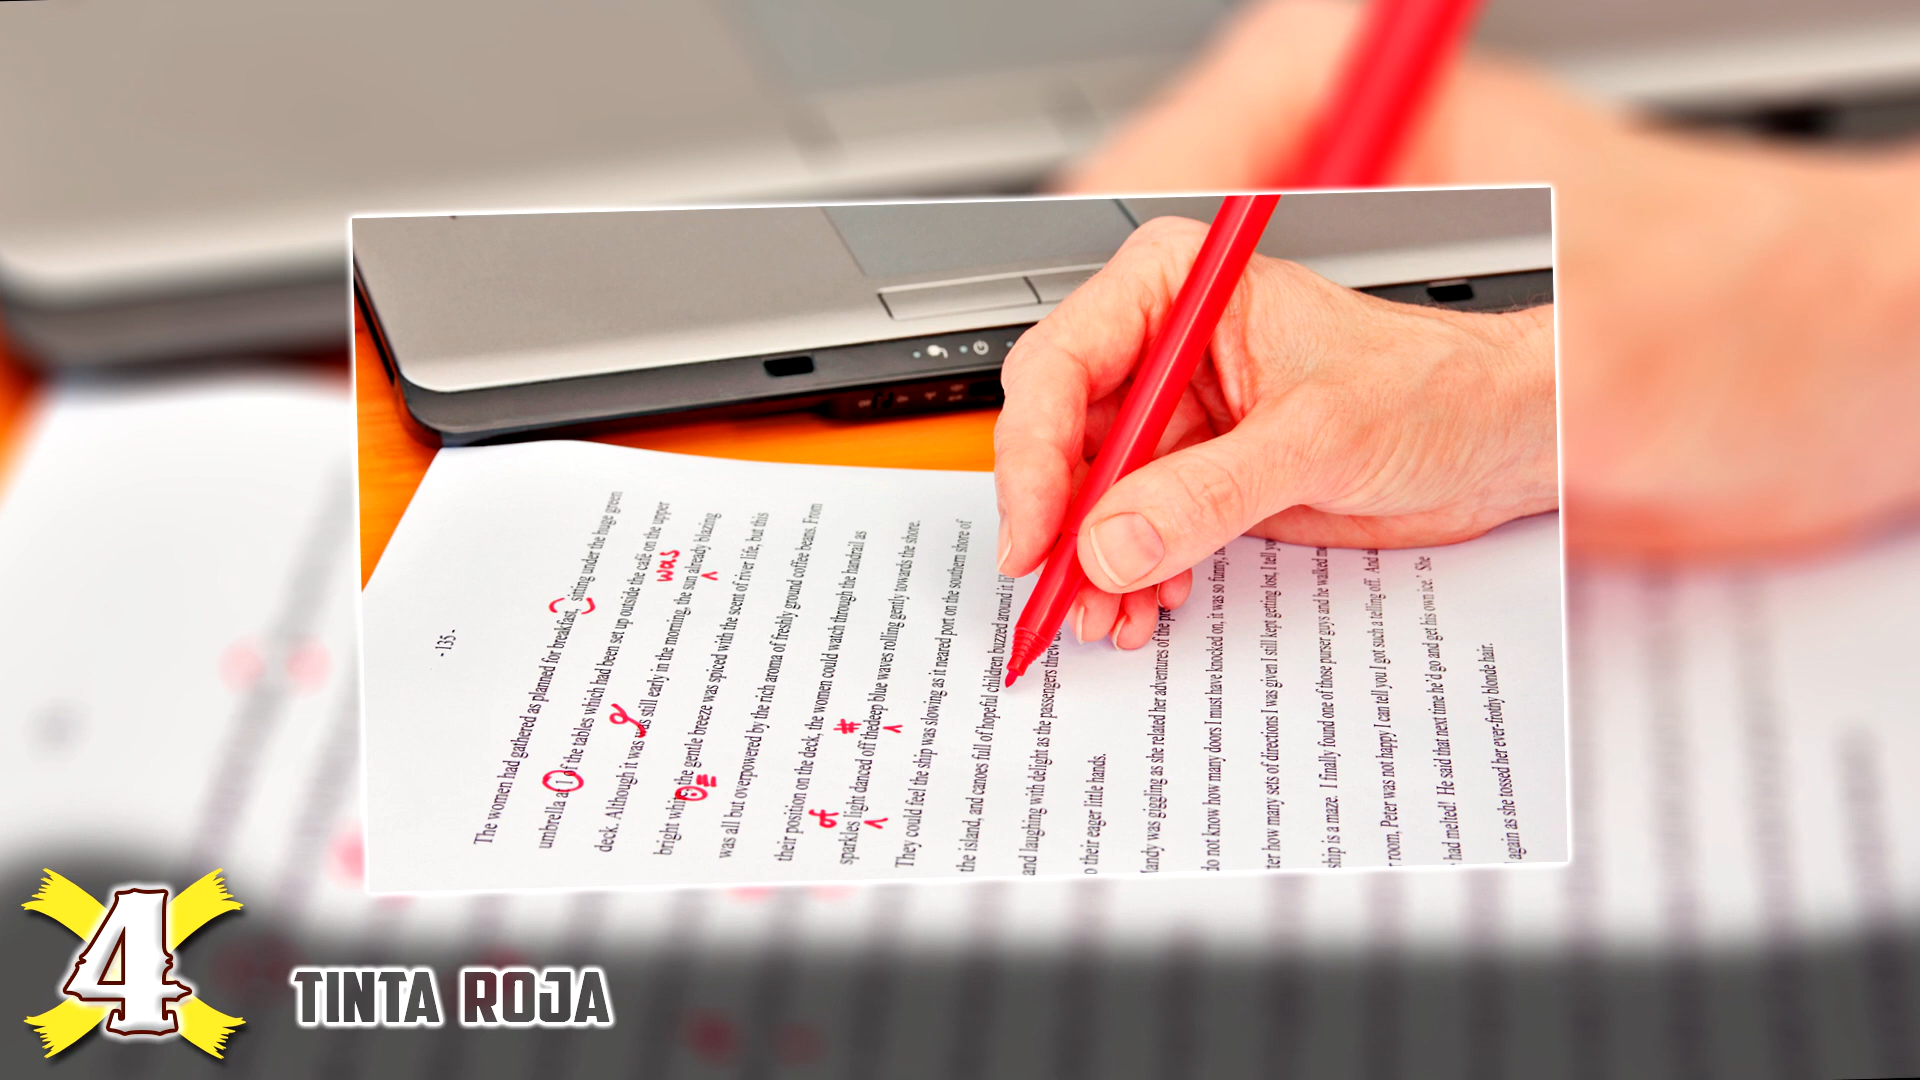 - 135 -
The women had gathered as planned for breakfast, sitting under the huge green
umbrella at 1 of the tables which had been set up outside the café on the upper
was
deck. Although it was was still early in the morning, the sun already blazing
bright whine the gentle breeze was spiced with the scent of river life, but this
was all but overpowered by the rich aroma of freshly ground coffee beans. From
their position on the deck, the women could watch through the handrail as
of #
sparkles light danced off thedeep blue waves rolling gently towards the shore.
They could feel the ship was slowing as it neared port on the southern shore of
the island, and canoes full of hopeful children buzzed around it
and laughing with delight as the passengers threw
o their eager little hands.
landy was giggling as she related her adventures of the
do not know how many doors I must have knocked on, it was so funny,
ter how many sets of directions I was given I still kept getting lost, I tell
ship is a maze. I finally found one of those purser guys and he walked
r room, Peter was not happy I can tell you I got such a telling off. And
had melted! He said that next time he'd go and get his own ice.' She
again as she tossed her ever-frothy blonde hair.
4 TINTA ROJA